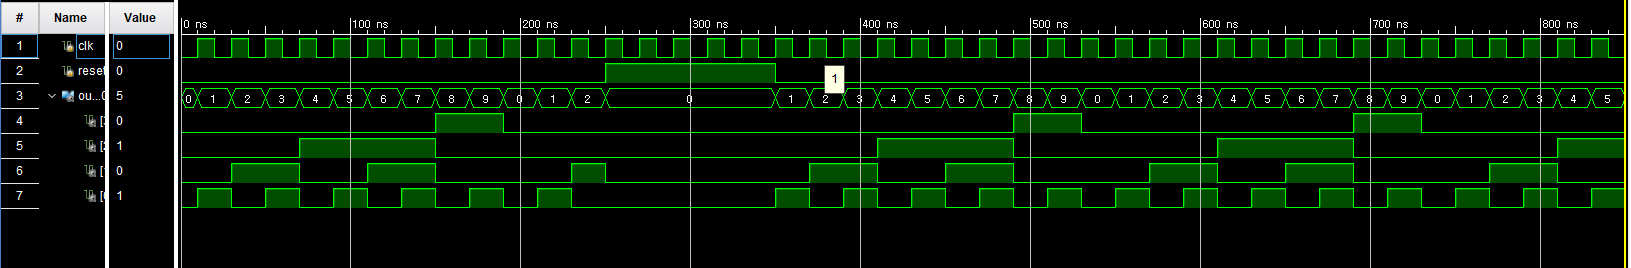 # Name Value 0 ns 100 ns 200 ns 300 ns 400 ns 500 ns 600 ns 700 ns 800 ns
1 clk 0
2 reset 0
3 ou...0 5 0 1 2 3 4 5 6 7 8 9 0 1 2 0 1 2 3 4 5 6 7 8 9 0 1 2 3 4 5 6 7 8 9 0 1 2 3 4 5
1
4 [ 0
5 [ 1
6 [ 0
7 [ 1